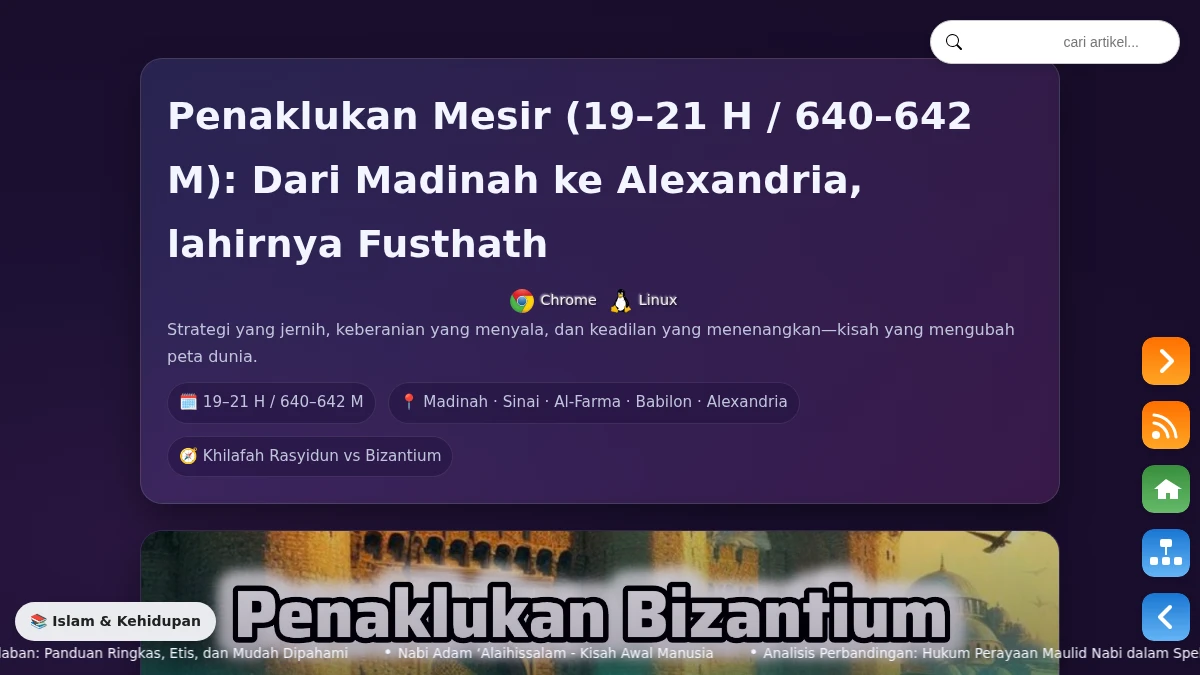 cari artikel...
Penaklukan Mesir (19–21 H / 640–642
M): Dari Madinah ke Alexandria,
lahirnya Fusthath
Chrome Linux
Strategi yang jernih, keberanian yang menyala, dan keadilan yang menenangkan—kisah yang mengubah
peta dunia.
19–21 H / 640–642 M
Madinah · Sinai · Al-Farma · Babilon · Alexandria
Khilafah Rasyidun vs Bizantium
Penaklukan Bizantium
Islam & Kehidupan
laban: Panduan Ringkas, Etis, dan Mudah Dipahami • Nabi Adam ‘Alaihissalam - Kisah Awal Manusia • Analisis Perbandingan: Hukum Perayaan Maulid Nabi dalam Spe